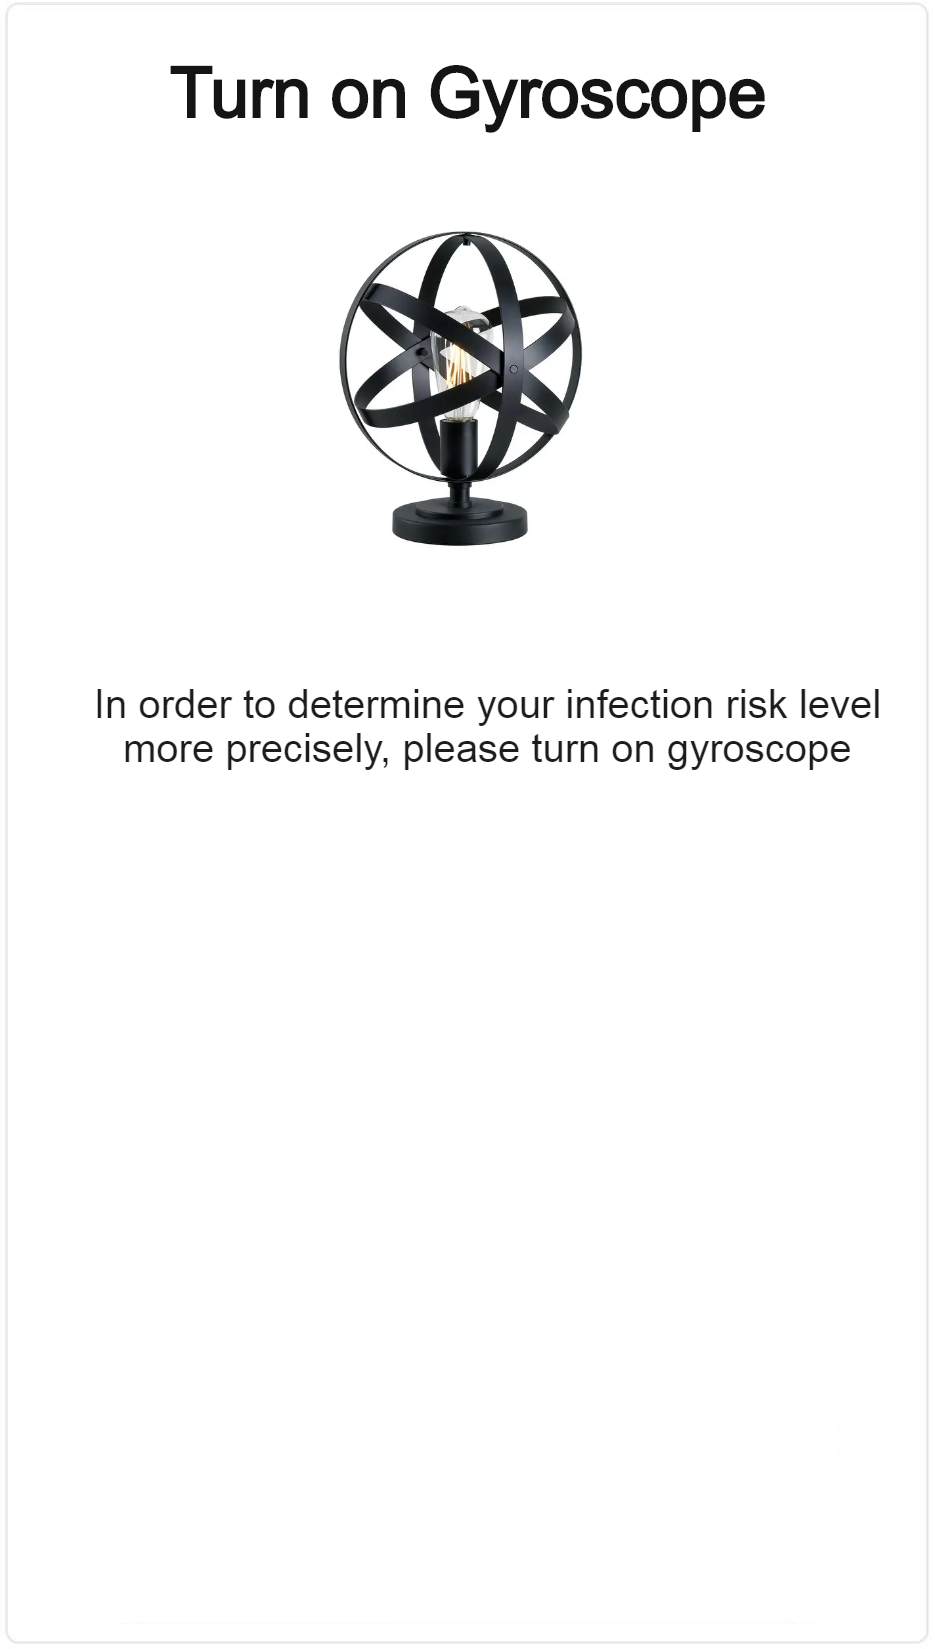 Turn on Gyroscope
In order to determine your infection risk level
more precisely, please turn on gyroscope